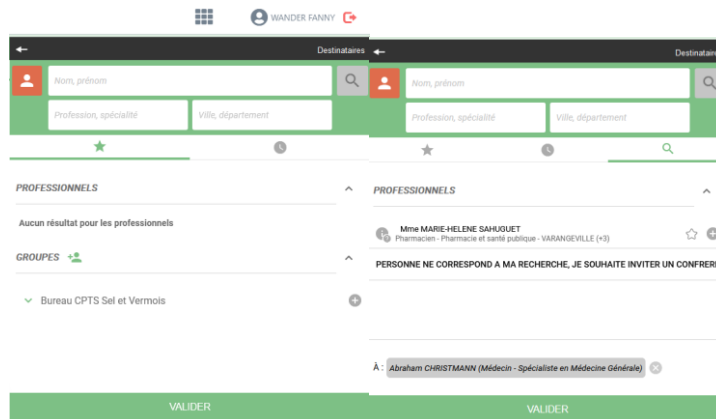 WANDER FANNY
Destinataires
Nom, prénom
Profession, spécialité
Ville, département
PROFESSIONNELS
Aucun résultat pour les professionnels
GROUPES
Bureau CPTS Sel et Vermois
VALIDER
Destinataire
Nom, prénom
Profession, spécialité
Ville, département
PROFESSIONNELS
Mme MARIE-HELENE SAHUGUET
Pharmacien - Pharmacie et santé publique - VARANGEVILLE (+3)
PERSONNE NE CORRESPOND A MA RECHERCHE, JE SOUHAITE INVITER UN CONFRERE
À : Abraham CHRISTMANN (Médecin - Spécialiste en Médecine Générale)
VALIDER